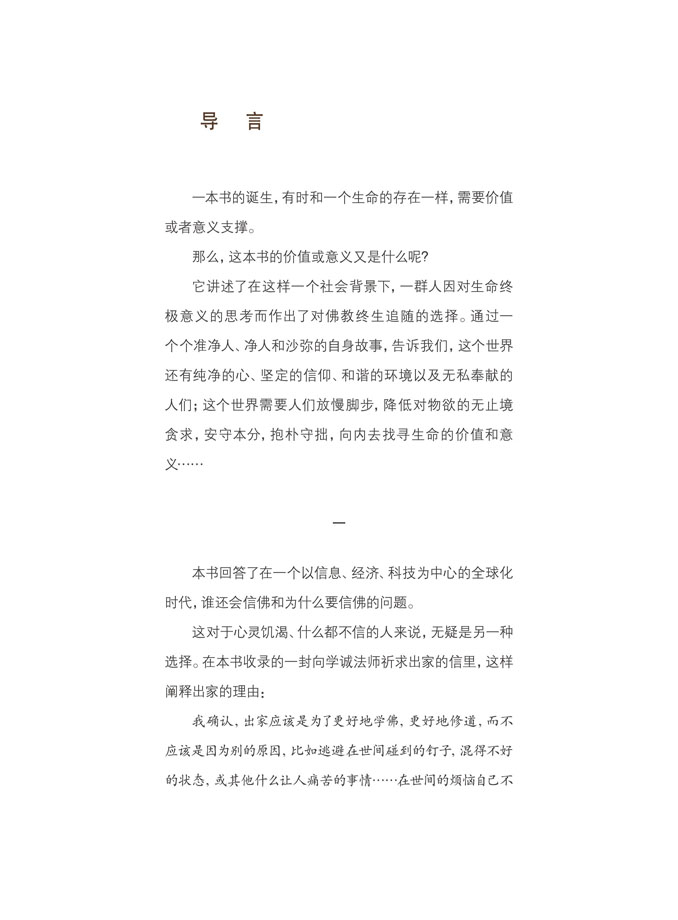 导 言
一本书的诞生，有时和一个生命的存在一样，需要价值
或者意义支撑。
那么，这本书的价值或意义又是什么呢？
它讲述了在这样一个社会背景下，一群人因对生命终
极意义的思考而作出了对佛教终生追随的选择。通过一
个个准净人、净人和沙弥的自身故事，告诉我们，这个世界
还有纯净的心、坚定的信仰、和谐的环境以及无私奉献的
人们；这个世界需要人们放慢脚步，降低对物欲的无止境
贪求，安守本分，抱朴守拙，向内去找寻生命的价值和意
义……
一
本书回答了在一个以信息、经济、科技为中心的全球化
时代，谁还会信佛和为什么要信佛的问题。
这对于心灵饥渴、什么都不信的人来说，无疑是另一种
选择。在本书收录的一封向学诚法师祈求出家的信里，这样
阐释出家的理由：
我确认，出家应该是为了更好地学佛，更好地修道，而不
应该是因为别的原因，比如逃避在世间碰到的钉子，混得不好
的状态，或其他什么让人痛苦的事情……在世间的烦恼自己不